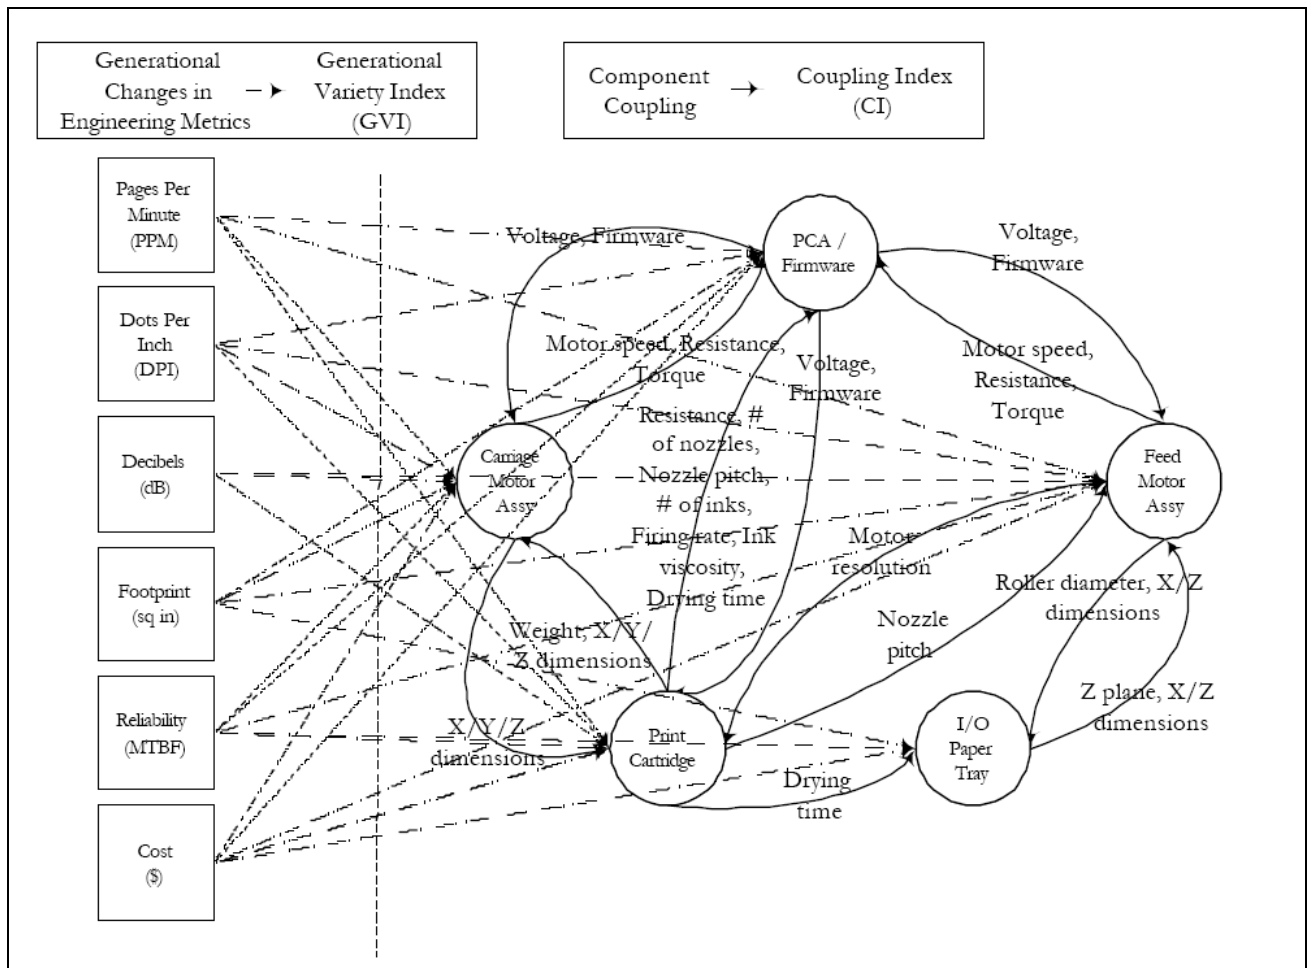 Generational
Changes in
Engineering Metrics
Generational
Variety Index
(GVI)
Component
Coupling
Coupling Index
(CI)
Pages Per
Minute
(PPM)
Dots Per
Inch
(DPI)
Decibels
(dB)
Footprint
(sq in)
Reliability
(MTBF)
Cost
($)
Voltage, Firmware
PCA /
Firmware
Voltage,
Firmware
Motor speed, Resistance,
Torque
Voltage,
Firmware
Motor speed,
Resistance,
Torque
Resistance, #
of nozzles,
Nozzle pitch,
# of inks,
Firing rate, Ink
viscosity,
Drying time
Carriage
Motor
Assy
Feed
Motor
Assy
Motor
resolution
Roller diameter, X/Z
dimensions
Nozzle
pitch
Weight, X/Y/
Z dimensions
Z plane, X/Z
dimensions
X/Y/Z
dimensions
Print
Cartridge
I/O
Paper
Tray
Drying
time